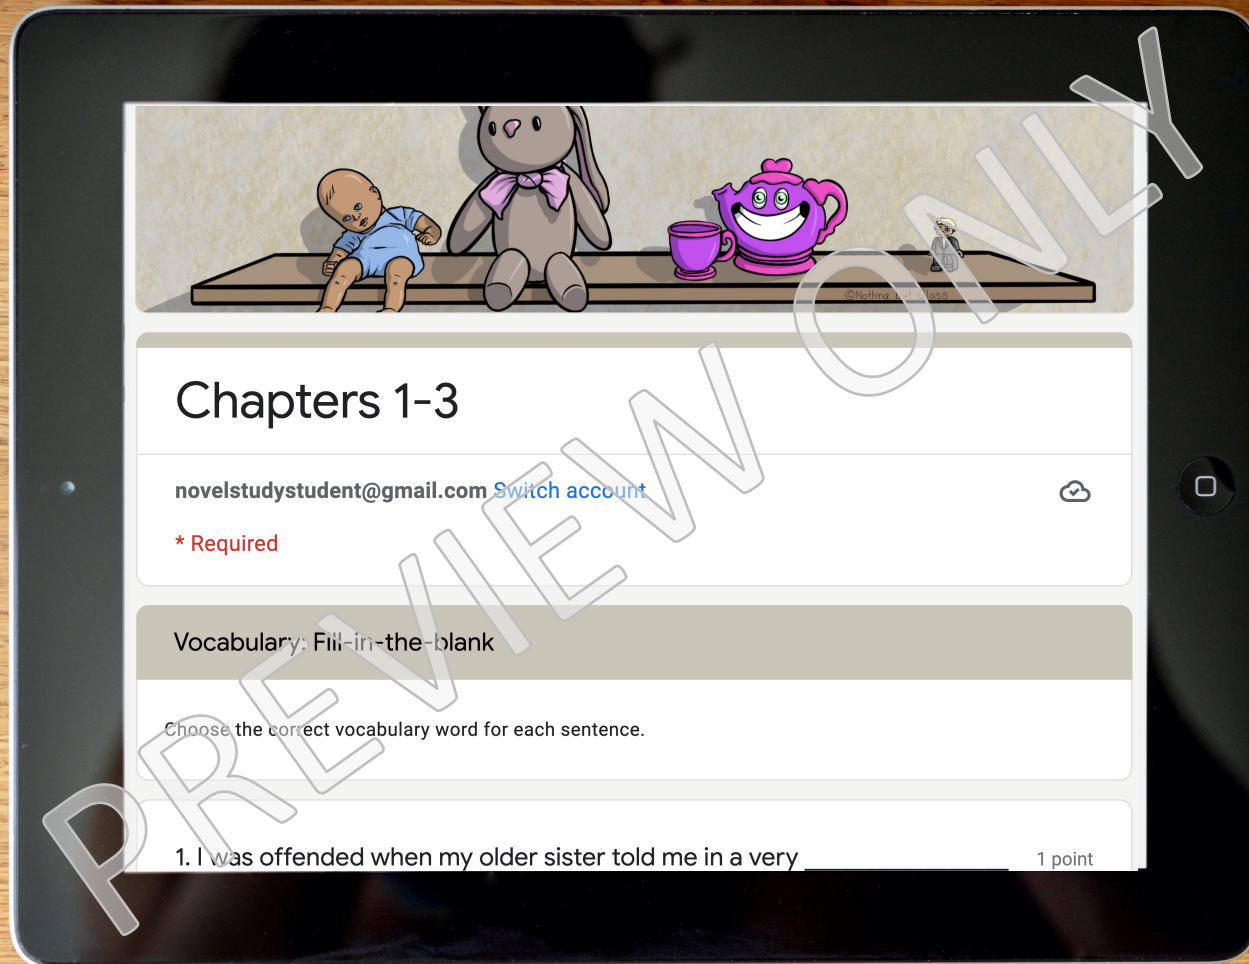 ©Nothing but Class
Chapters 1-3
novelstudystudent@gmail.com Switch account
* Required
Vocabulary: Fill-in-the-blank
Choose the correct vocabulary word for each sentence.
1. I was offended when my older sister told me in a very ____________ 1 point
PREVIEW ONLY